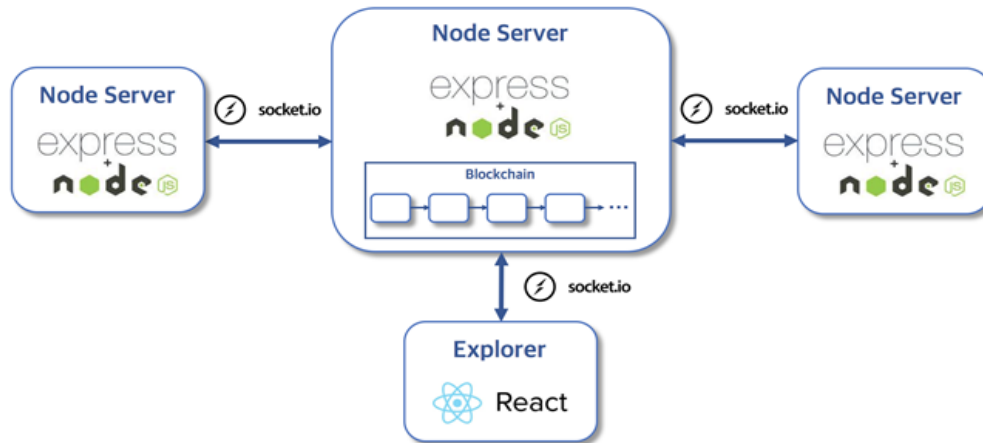 Node Server
express
+
node JS
socket.io
Node Server
express
+
node JS
Blockchain
...
socket.io
Node Server
express
+
node JS
socket.io
Explorer
React